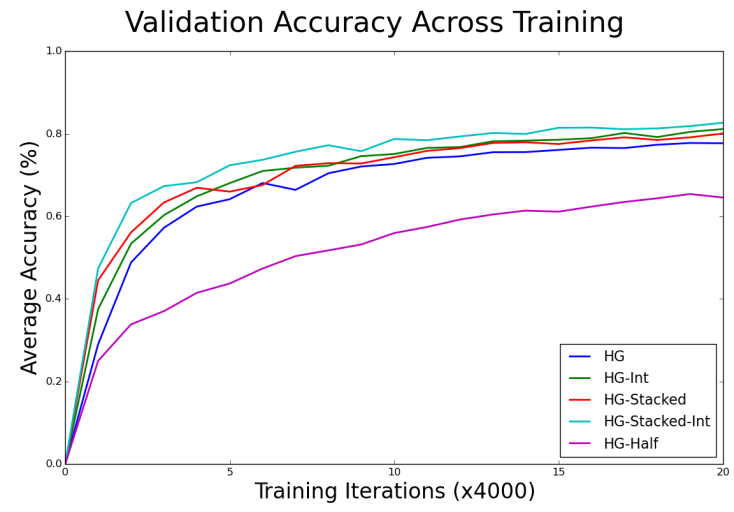 Validation Accuracy Across Training
Average Accuracy (%)
1.0
0.8
0.6
0.4
0.2
0.0
0
5
10
15
20
Training Iterations (x4000)
HG
HG-Int
HG-Stacked
HG-Stacked-Int
HG-Half